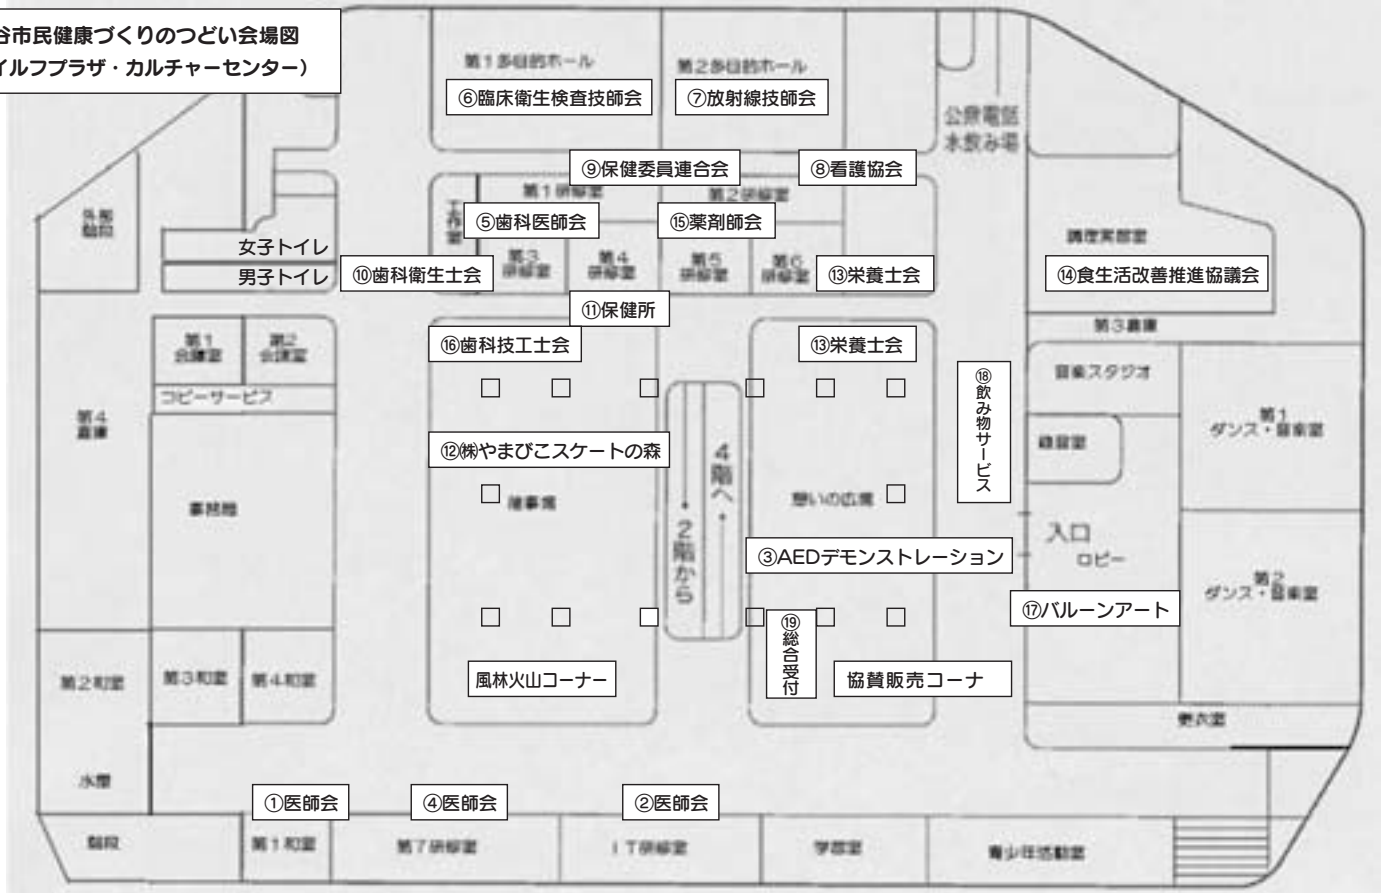 谷市民健康づくりのつどい会場図
イルフプラザ・カルチャーセンター）
第1多目的ホール
第2多目的ホール
⑥臨床衛生検査技師会
⑦放射線技師会
公衆電話
水飲み場
⑨保健委員連合会
⑧看護協会
第1研修室
第2研修室
工作室
外部
階段
⑤歯科医師会
⑮薬剤師会
女子トイレ
男子トイレ
⑩歯科衛生士会
第3
研修室
第4
研修室
第5
研修室
第6
研修室
⑬栄養士会
調理実習室
⑭食生活改善推進協議会
⑪保健所
第3倉庫
第1
会議室
第2
会議室
⑯歯科技工士会
⑬栄養士会
コピーサービス
⑱飲み物サービス
音楽スタジオ
第4
倉庫
第1
ダンス・音楽室
⑫㈱やまびこスケートの森
4階へ
2階から
録音室
事務局
催事場
憩いの広場
入口
ロビー
③AEDデモンストレーション
第2
ダンス・音楽室
⑰バルーンアート
⑲総合受付
第2和室
第3和室
第4和室
風林火山コーナー
協賛販売コーナ
更衣室
水屋
①医師会
④医師会
②医師会
階段
第1和室
第7研修室
IT研修室
学習室
青少年活動室